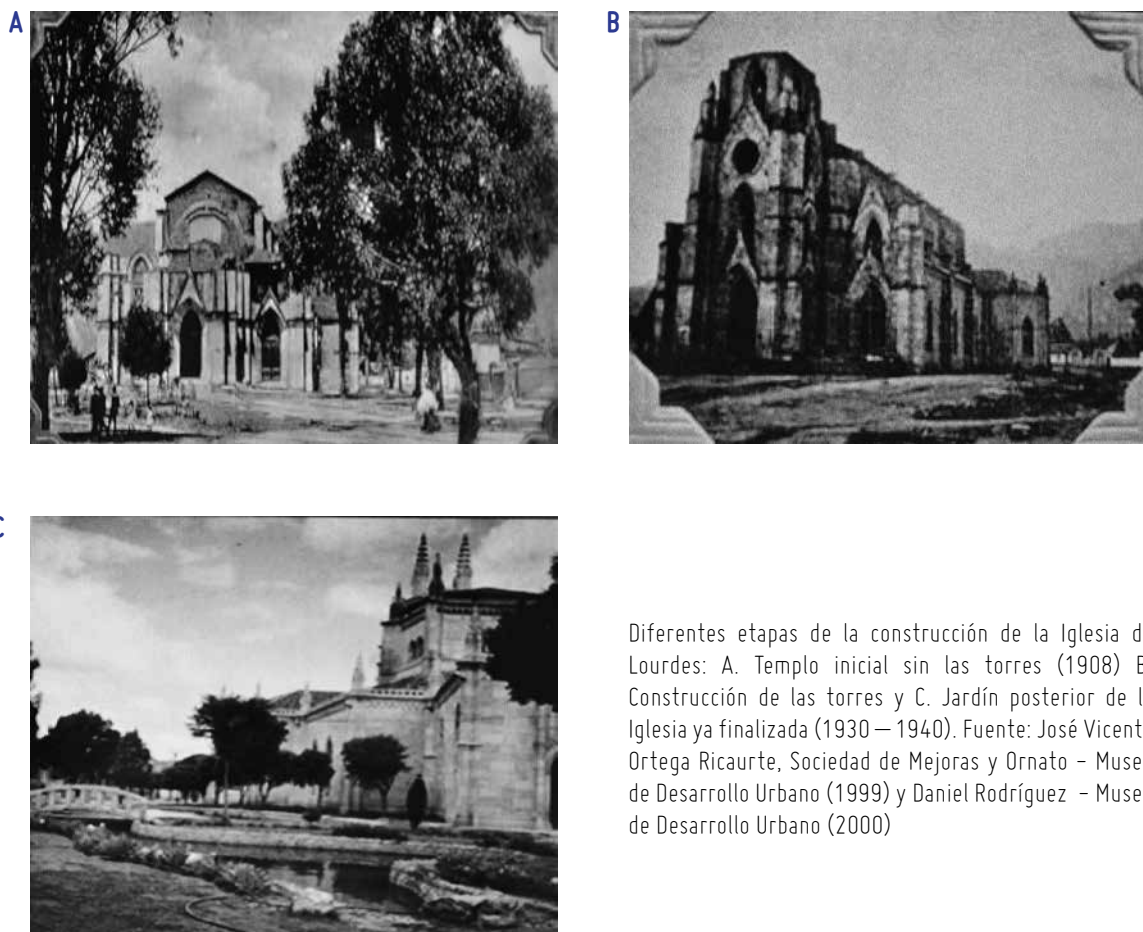 A
B
C
Diferentes etapas de la construcción de la Iglesia d
Lourdes: A. Templo inicial sin las torres (1908) B
Construcción de las torres y C. Jardín posterior de l
Iglesia ya finalizada (1930 – 1940). Fuente: José Vicent
Ortega Ricaurte, Sociedad de Mejoras y Ornato - Muse
de Desarrollo Urbano (1999) y Daniel Rodríguez - Muse
de Desarrollo Urbano (2000)